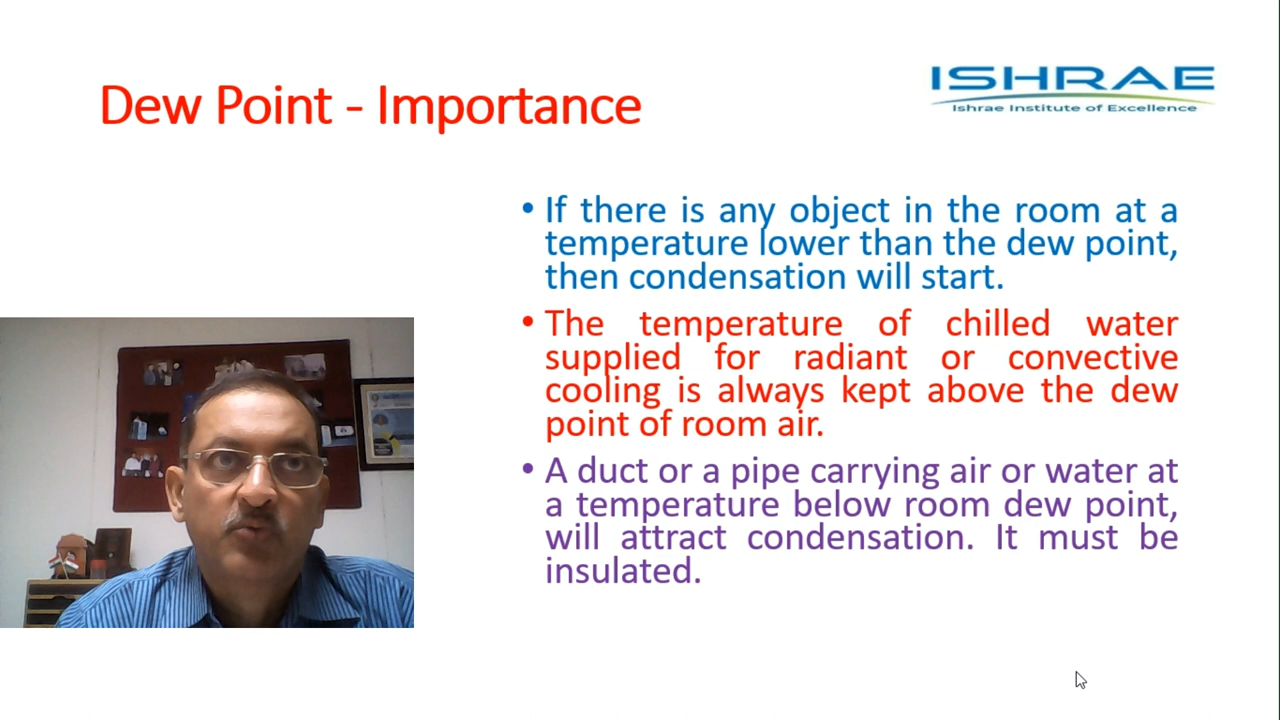 Dew Point - Importance
ISHRAE
Ishrae Institute of Excellence
• If there is any object in the room at a
temperature lower than the dew point,
then condensation will start.
• The temperature of chilled water
supplied for radiant or convective
cooling is always kept above the dew
point of room air.
• A duct or a pipe carrying air or water at
a temperature below room dew point,
will attract condensation. It must be
insulated.